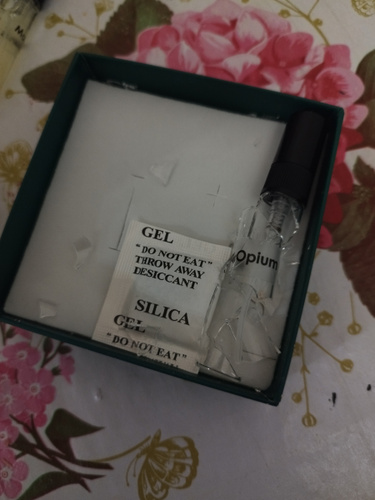 GEL
"DO NOT EAT"
THROW AWAY
DESICCANT
SILICA
GEL
"DO NOT EAT"
opium